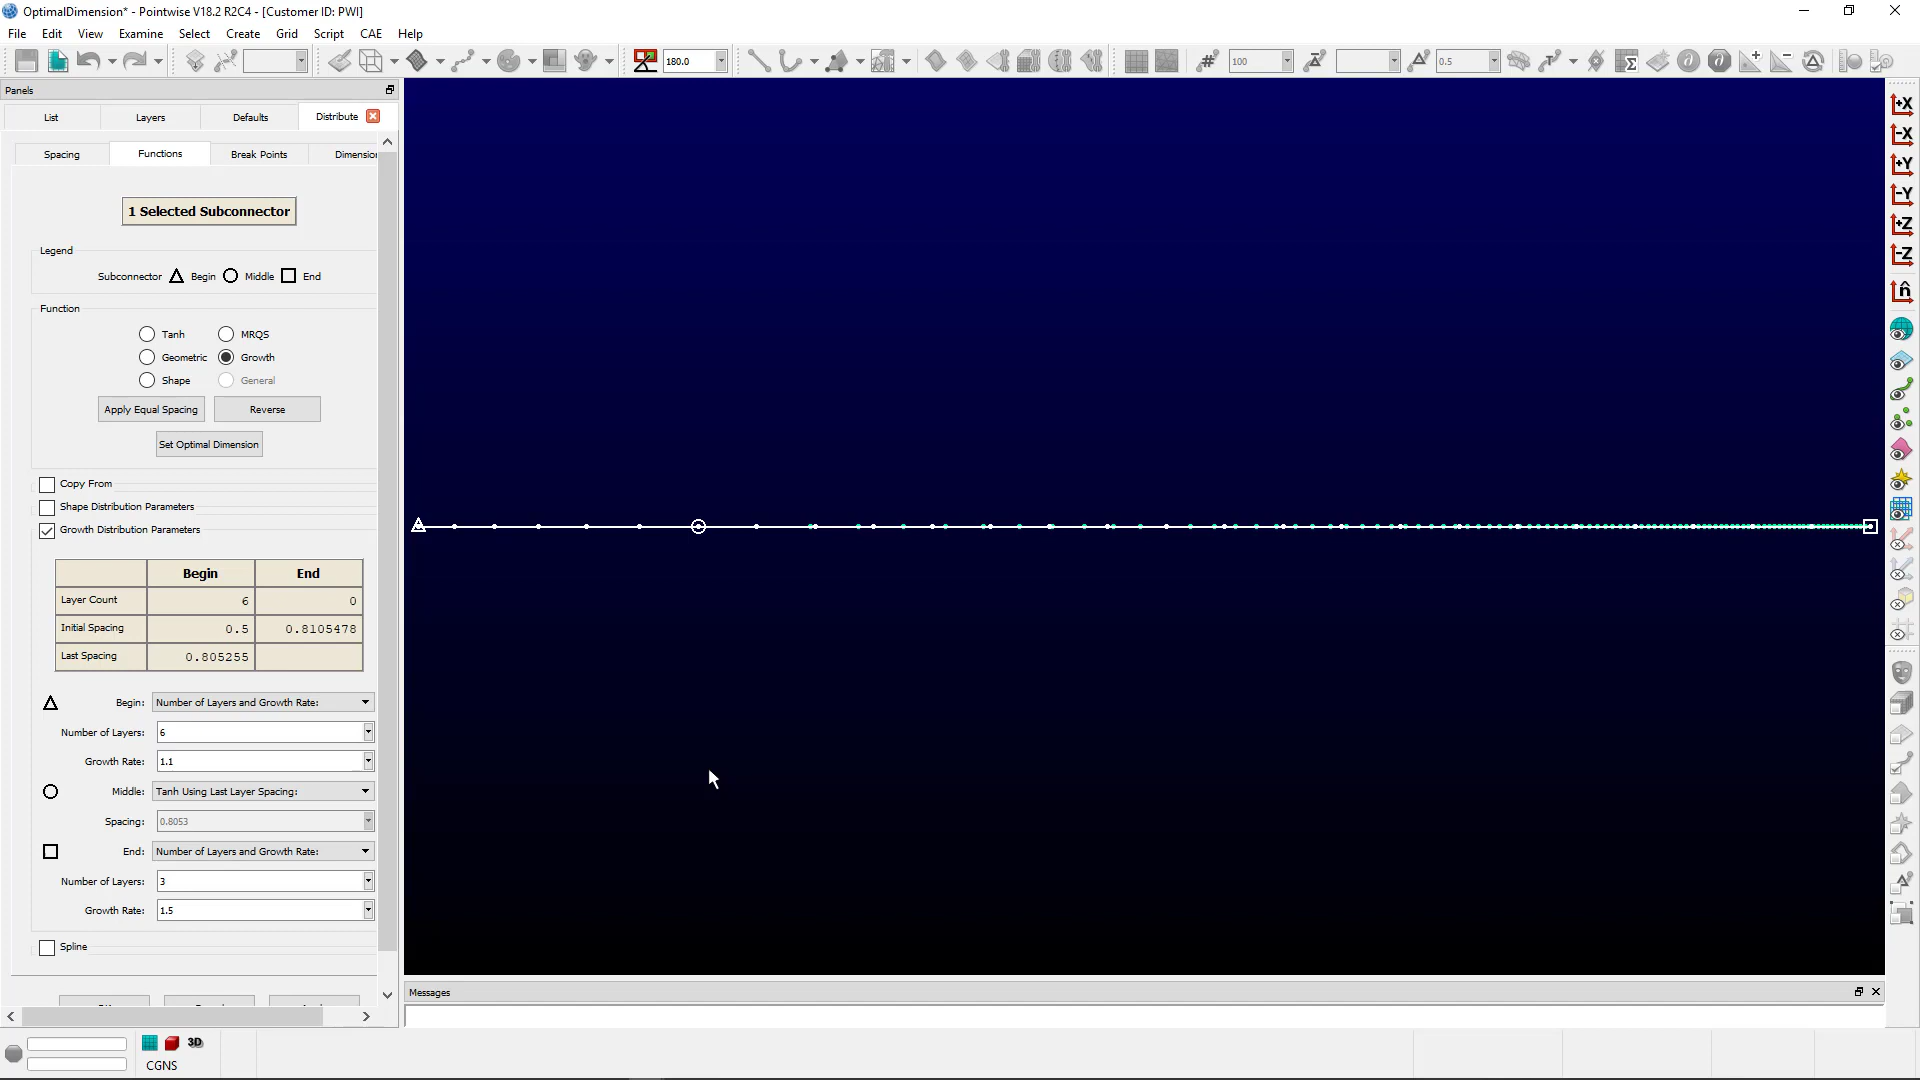 OptimalDimension* - Pointwise V18.2 R2C4 - [Customer ID: PWI]
File Edit View Examine Select Create Grid Script CAE Help
180.0 100 0.5
Panels
List Layers Defaults Distribute
Spacing Functions Break Points Dimension
1 Selected Subconnector
Legend
Subconnector Begin Middle End
Function
Tanh MRQS
Geometric Growth
Shape General
Apply Equal Spacing Reverse
Set Optimal Dimension
Copy From
Shape Distribution Parameters
Growth Distribution Parameters
Begin End
Layer Count 6 0
Initial Spacing 0.5 0.8105478
Last Spacing 0.805255
Begin: Number of Layers and Growth Rate:
Number of Layers: 6
Growth Rate: 1.1
Middle: Tanh Using Last Layer Spacing:
Spacing: 0.8053
End: Number of Layers and Growth Rate:
Number of Layers: 3
Growth Rate: 1.5
Spline
Messages
3D
CGNS
+X
-X
+Y
-Y
+Z
-Z
n̂